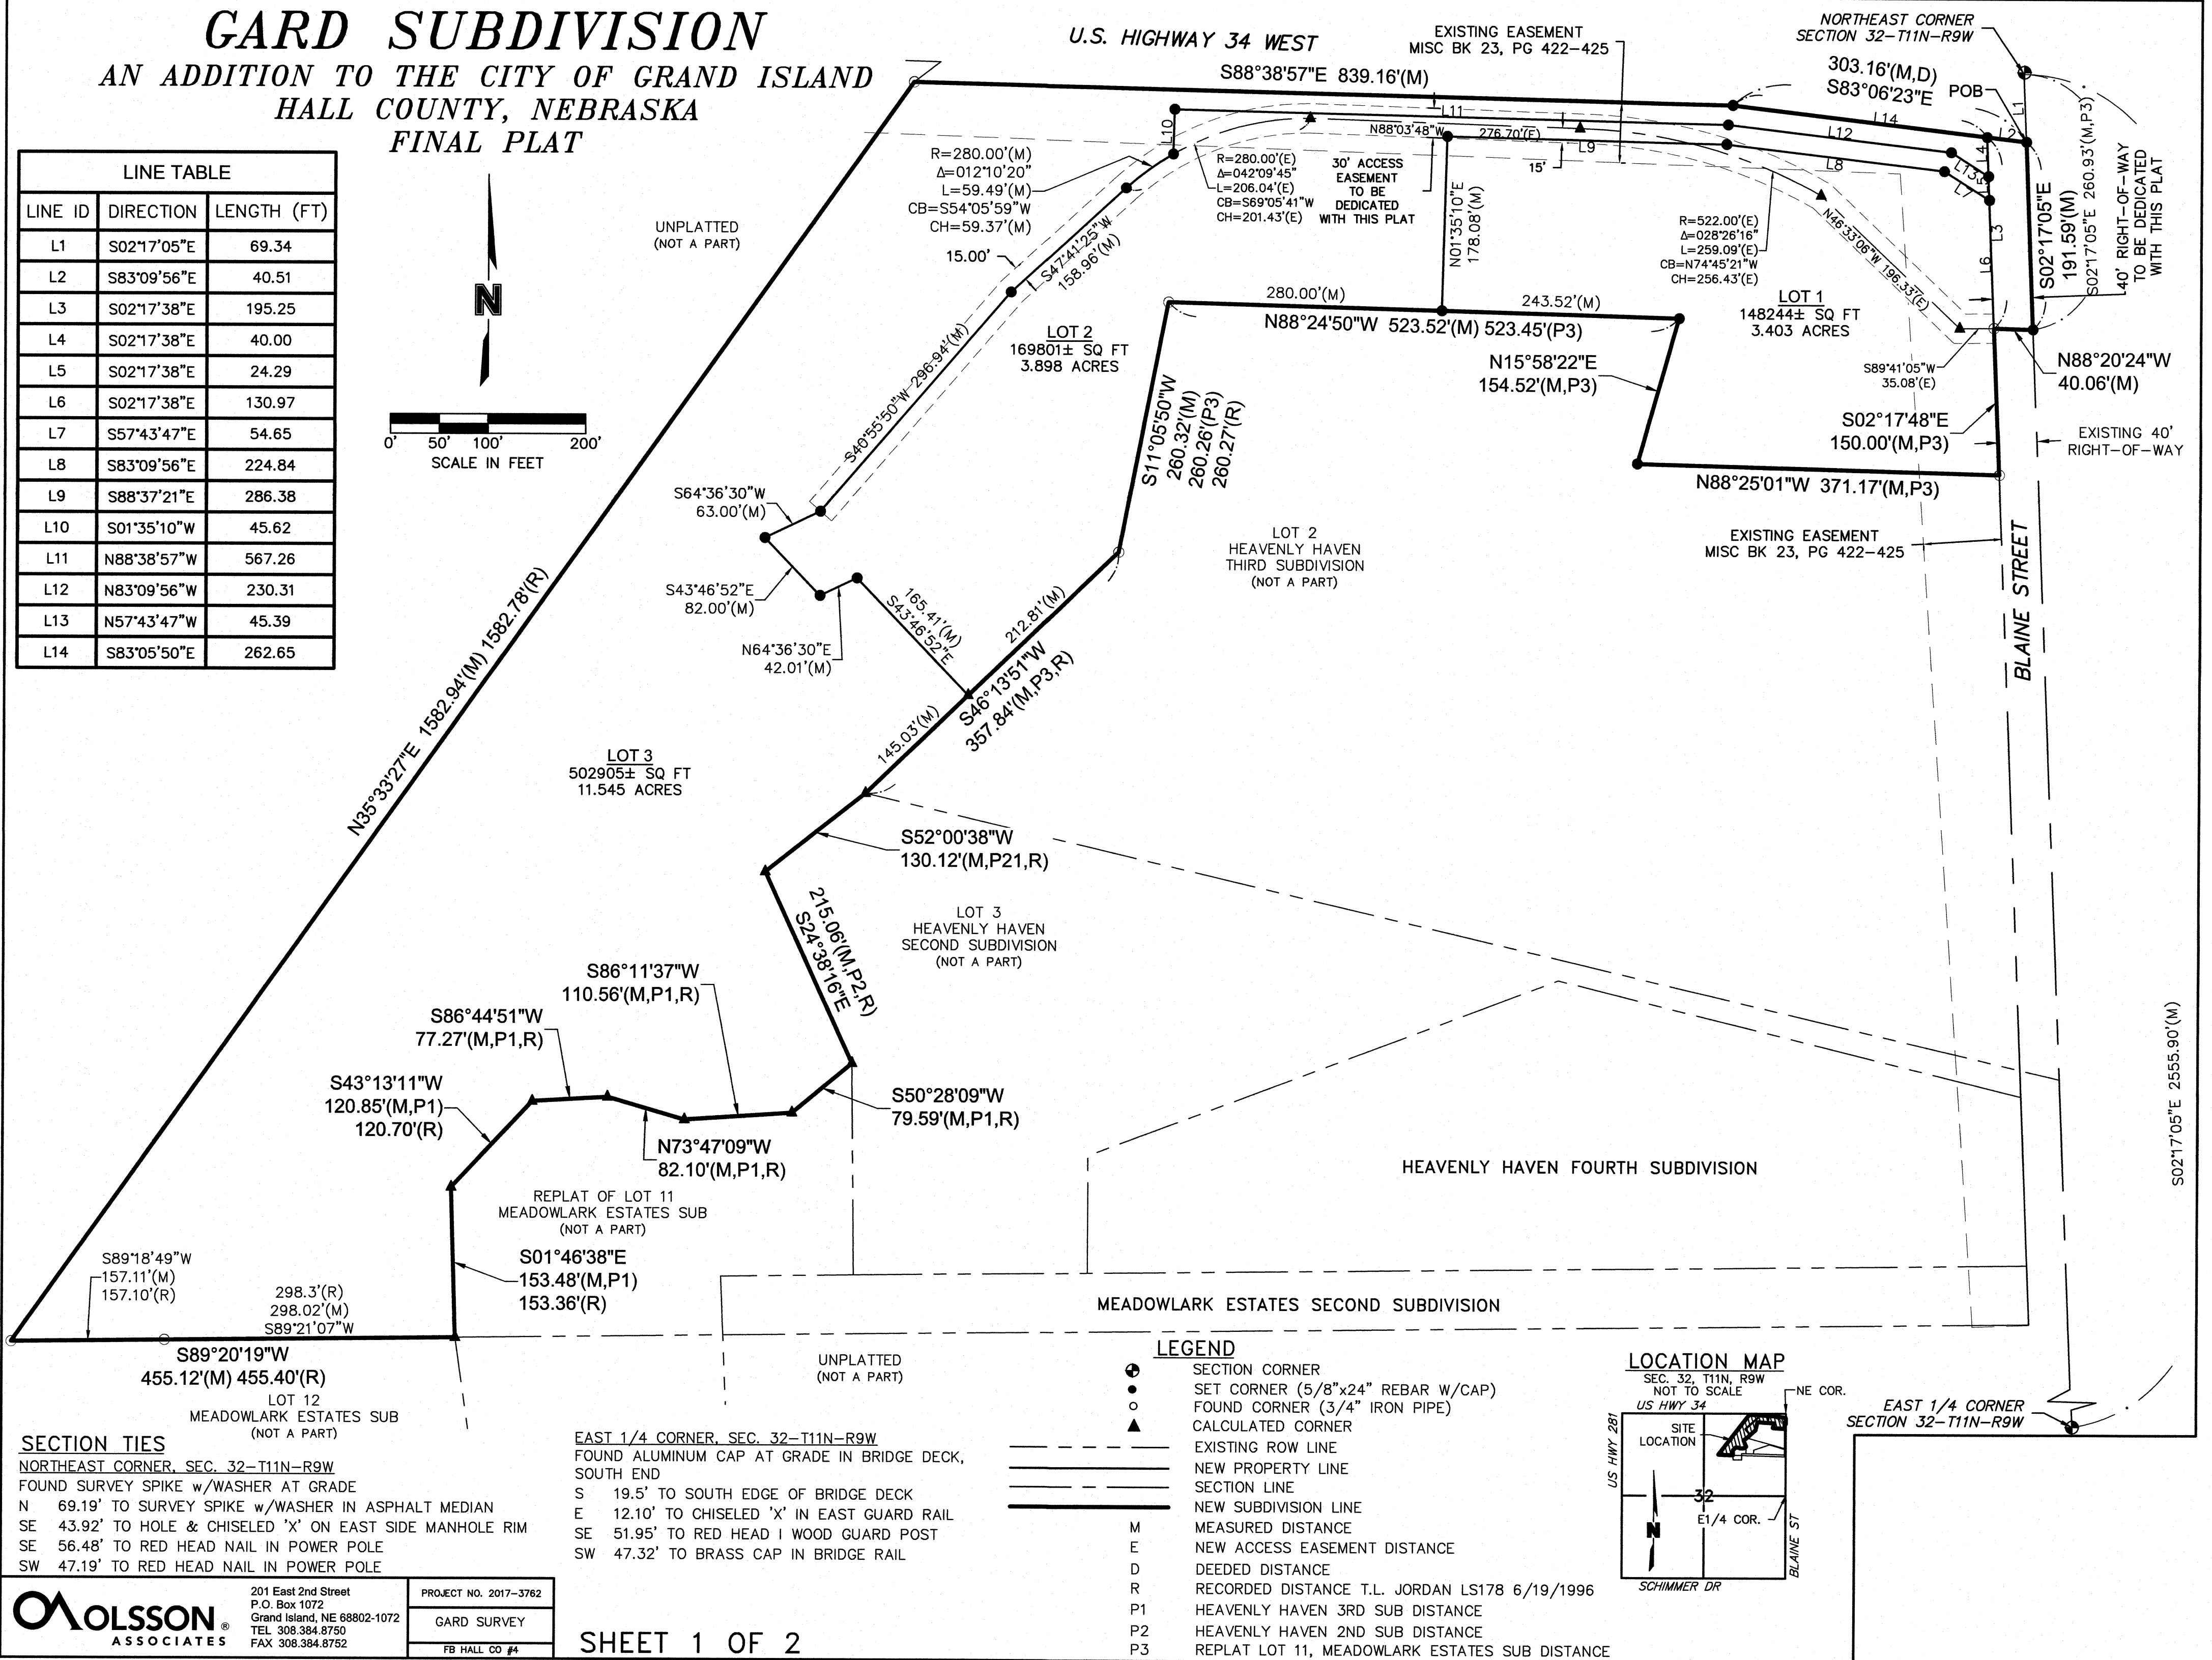 GARD SUBDIVISION
AN ADDITION TO THE CITY OF GRAND ISLAND
HALL COUNTY, NEBRASKA
FINAL PLAT
LINE TABLE
LINE ID DIRECTION LENGTH (FT)
L1 S02°17'05"E 69.34
L2 S83°09'56"E 40.51
L3 S02°17'38"E 195.25
L4 S02°17'38"E 40.00
L5 S02°17'38"E 24.29
L6 S02°17'38"E 130.97
L7 S57°43'47"E 54.65
L8 S83°09'56"E 224.84
L9 S88°37'21"E 286.38
L10 S01°35'10"W 45.62
L11 N88°38'57"W 567.26
L12 N83°09'56"W 230.31
L13 N57°43'47"W 45.39
L14 S83°05'50"E 262.65
N
0' 50' 100' 200'
SCALE IN FEET
UNPLATTED
(NOT A PART)
U.S. HIGHWAY 34 WEST
EXISTING EASEMENT
MISC BK 23, PG 422-425
S88°38'57"E 839.16'(M)
NORTHEAST CORNER
SECTION 32-T11N-R9W
303.16'(M,D)
S83°06'23"E
POB
L1
L14
L2
L11
L10
L12
L4
L9
L8
L13
L5
L7
L3
L6
N88°03'48"W 276.70'(E)
15'
R=280.00'(M)
Δ=012°10'20"
L=59.49'(M)
CB=S54°05'59"W
CH=59.37'(M)
R=280.00'(E)
Δ=042°09'45"
L=206.04'(E)
CB=S69°05'41"W
CH=201.43'(E)
30' ACCESS
EASEMENT
TO BE
DEDICATED
WITH THIS PLAT
N01°35'10"E
178.08'(M)
R=522.00'(E)
Δ=028°26'16"
L=259.09'(E)
CB=N74°45'21"W
CH=256.43'(E)
N46°33'06"W 196.33'(E)
S02°17'05"E
191.59'(M)
S02°17'05"E 260.93'(M,P3)
40' RIGHT-OF-WAY
TO BE DEDICATED
WITH THIS PLAT
15.00'
S47°41'25"W
158.96'(M)
280.00'(M)
243.52'(M)
N88°24'50"W 523.52'(M) 523.45'(P3)
LOT 1
148244± SQ FT
3.403 ACRES
LOT 2
169801± SQ FT
3.898 ACRES
N15°58'22"E
154.52'(M,P3)
S89°41'05"W
35.08'(E)
N88°20'24"W
40.06'(M)
S02°17'48"E
150.00'(M,P3)
EXISTING 40'
RIGHT-OF-WAY
N88°25'01"W 371.17'(M,P3)
S40°55'50"W 296.94'(M)
S11°05'50"W
260.32'(M)
260.26'(P3)
260.27'(R)
S64°36'30"W
63.00'(M)
S43°46'52"E
82.00'(M)
N64°36'30"E
42.01'(M)
165.41'(M)
S43°46'52"E
LOT 2
HEAVENLY HAVEN
THIRD SUBDIVISION
(NOT A PART)
EXISTING EASEMENT
MISC BK 23, PG 422-425
BLAINE STREET
212.81'(M)
S46°13'51"W
357.84'(M,P3,R)
145.03'(M)
N35°33'27"E 1582.94'(M) 1582.78'(R)
LOT 3
502905± SQ FT
11.545 ACRES
S52°00'38"W
130.12'(M,P21,R)
215.06'(M,P2,R)
S24°38'16"E
LOT 3
HEAVENLY HAVEN
SECOND SUBDIVISION
(NOT A PART)
S86°11'37"W
110.56'(M,P1,R)
S86°44'51"W
77.27'(M,P1,R)
S43°13'11"W
120.85'(M,P1)
120.70'(R)
S50°28'09"W
79.59'(M,P1,R)
N73°47'09"W
82.10'(M,P1,R)
HEAVENLY HAVEN FOURTH SUBDIVISION
S02°17'05"E 2555.90'(M)
REPLAT OF LOT 11
MEADOWLARK ESTATES SUB
(NOT A PART)
S01°46'38"E
153.48'(M,P1)
153.36'(R)
S89°18'49"W
157.11'(M)
157.10'(R)
298.3'(R)
298.02'(M)
S89°21'07"W
S89°20'19"W
455.12'(M) 455.40'(R)
LOT 12
MEADOWLARK ESTATES SUB
(NOT A PART)
MEADOWLARK ESTATES SECOND SUBDIVISION
UNPLATTED
(NOT A PART)
LEGEND
SECTION CORNER
SET CORNER (5/8"x24" REBAR W/CAP)
FOUND CORNER (3/4" IRON PIPE)
CALCULATED CORNER
EXISTING ROW LINE
NEW PROPERTY LINE
SECTION LINE
NEW SUBDIVISION LINE
M MEASURED DISTANCE
E NEW ACCESS EASEMENT DISTANCE
D DEEDED DISTANCE
R RECORDED DISTANCE T.L. JORDAN LS178 6/19/1996
P1 HEAVENLY HAVEN 3RD SUB DISTANCE
P2 HEAVENLY HAVEN 2ND SUB DISTANCE
P3 REPLAT LOT 11, MEADOWLARK ESTATES SUB DISTANCE
LOCATION MAP
SEC. 32, T11N, R9W
NOT TO SCALE
US HWY 34
NE COR.
US HWY 281
SITE
LOCATION
32
E1/4 COR.
N
BLAINE ST
SCHIMMER DR
EAST 1/4 CORNER
SECTION 32-T11N-R9W
SECTION TIES
NORTHEAST CORNER, SEC. 32-T11N-R9W
FOUND SURVEY SPIKE w/WASHER AT GRADE
N 69.19' TO SURVEY SPIKE w/WASHER IN ASPHALT MEDIAN
SE 43.92' TO HOLE & CHISELED 'X' ON EAST SIDE MANHOLE RIM
SE 56.48' TO RED HEAD NAIL IN POWER POLE
SW 47.19' TO RED HEAD NAIL IN POWER POLE
EAST 1/4 CORNER, SEC. 32-T11N-R9W
FOUND ALUMINUM CAP AT GRADE IN BRIDGE DECK,
SOUTH END
S 19.5' TO SOUTH EDGE OF BRIDGE DECK
E 12.10' TO CHISELED 'X' IN EAST GUARD RAIL
SE 51.95' TO RED HEAD I WOOD GUARD POST
SW 47.32' TO BRASS CAP IN BRIDGE RAIL
OLSSON ®
ASSOCIATES
201 East 2nd Street
P.O. Box 1072
Grand Island, NE 68802-1072
TEL 308.384.8750
FAX 308.384.8752
PROJECT NO. 2017-3762
GARD SURVEY
FB HALL CO #4
SHEET 1 OF 2